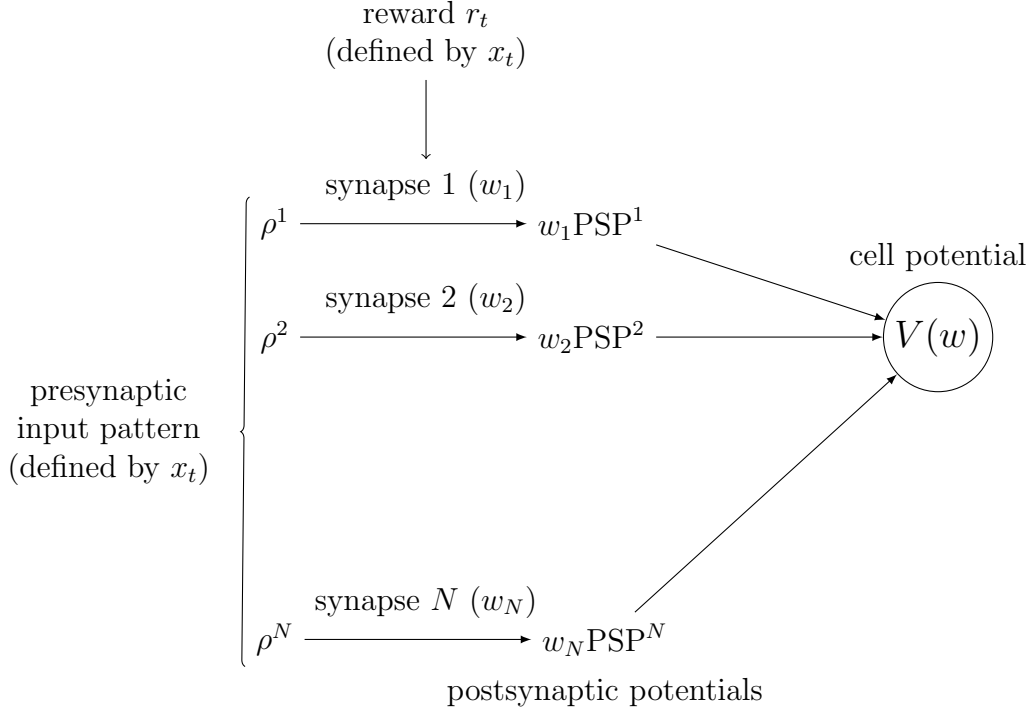 reward r_t
(defined by x_t)
synapse 1 (w_1)
ρ^1
w_1PSP^1
cell potential
synapse 2 (w_2)
ρ^2
w_2PSP^2
V(w)
presynaptic
input pattern
(defined by x_t)
synapse N (w_N)
ρ^N
w_NPSP^N
postsynaptic potentials